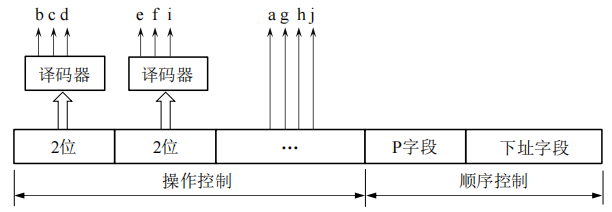 b c d e f i a g h j
译码器 译码器
2位 2位 ... P字段 下址字段
操作控制 顺序控制